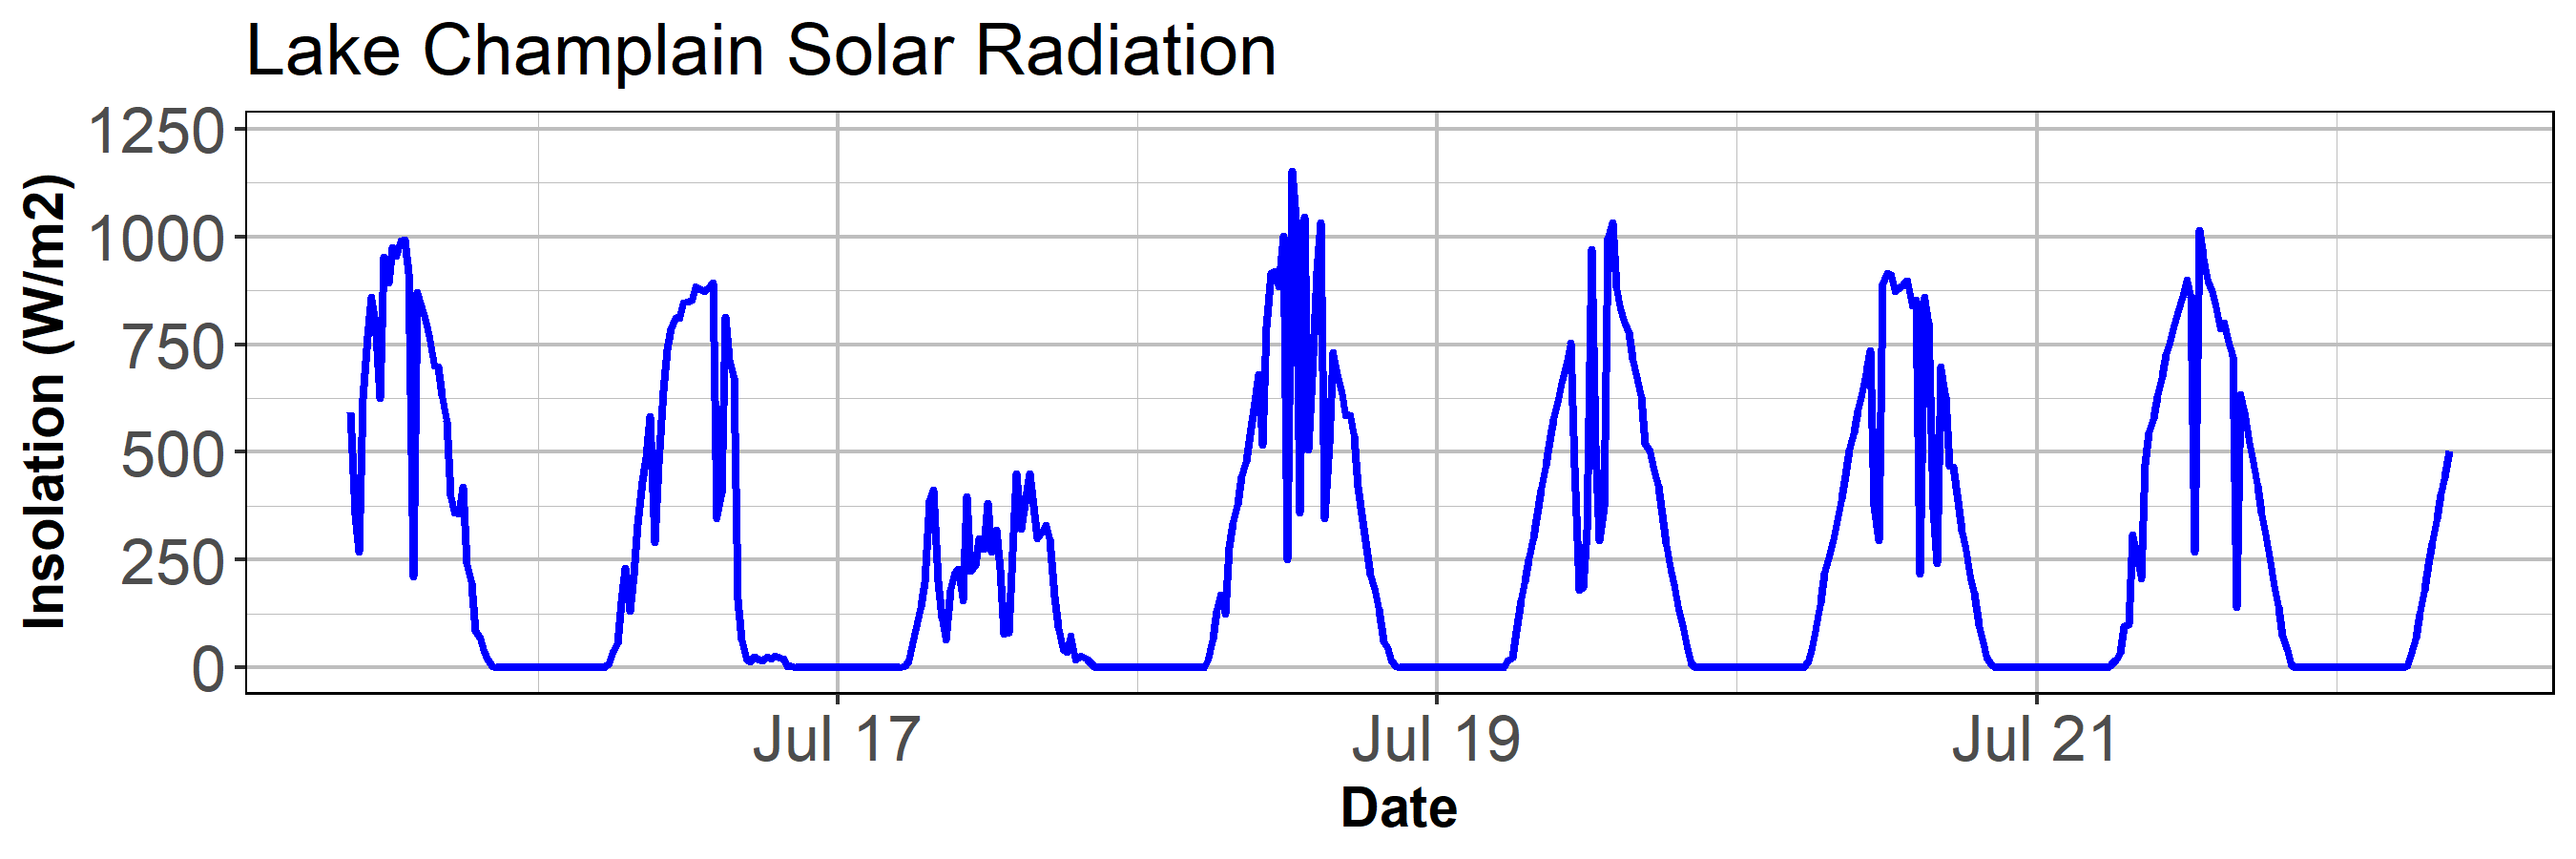 Lake Champlain Solar Radiation
Insolation (W/m2)
1250
1000
750
500
250
0
Jul 17 Jul 19 Jul 21
Date